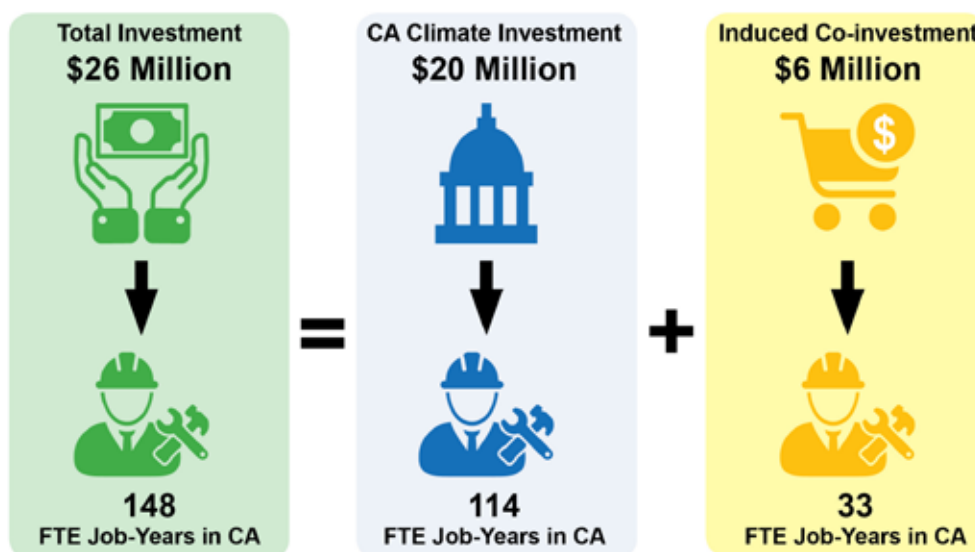 Total Investment
$26 Million
148
FTE Job-Years in CA
=
CA Climate Investment
$20 Million
114
FTE Job-Years in CA
+
Induced Co-investment
$6 Million
$
33
FTE Job-Years in CA